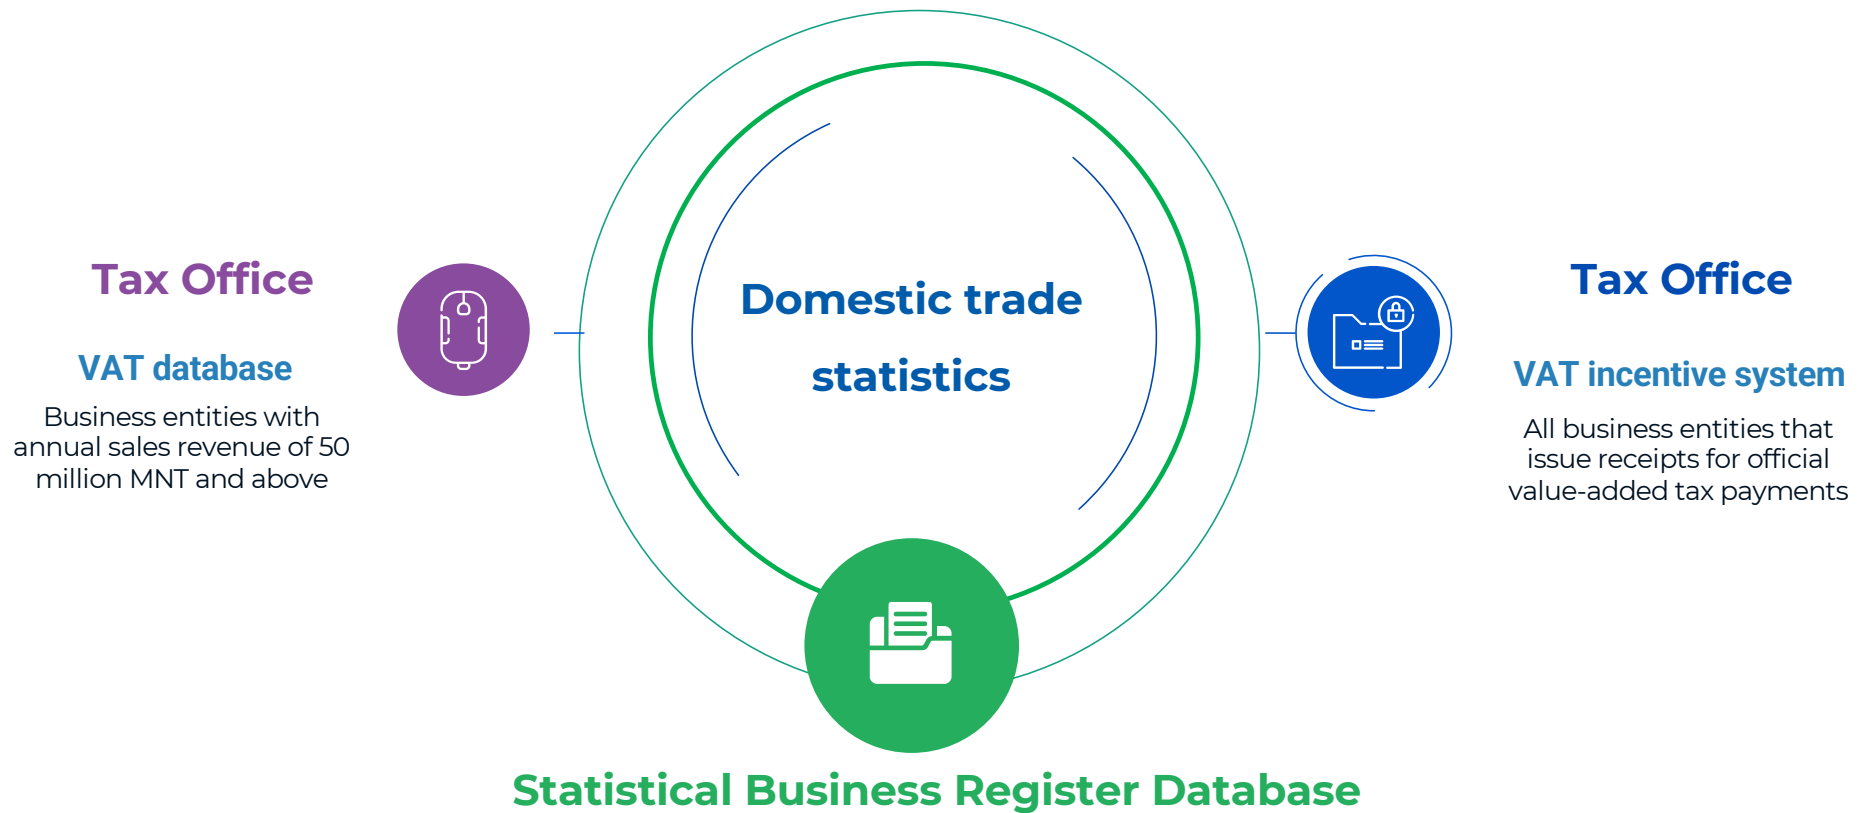 Tax Office
VAT database
Business entities with
annual sales revenue of 50
million MNT and above
Domestic trade
statistics
Tax Office
VAT incentive system
All business entities that
issue receipts for official
value-added tax payments
Statistical Business Register Database